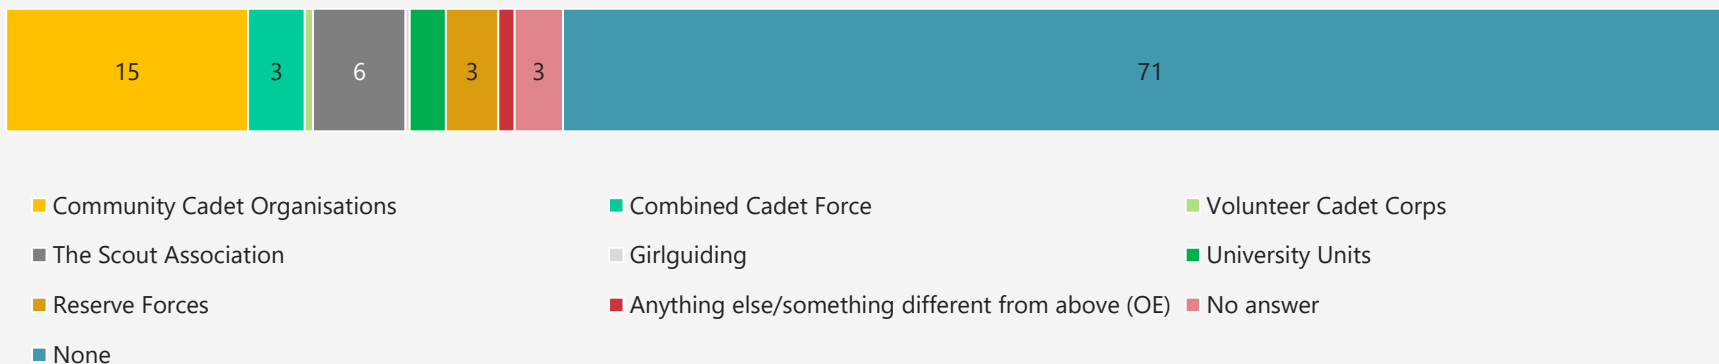 15 3 6 3 3 71
Community Cadet Organisations Combined Cadet Force Volunteer Cadet Corps
The Scout Association Girlguiding University Units
Reserve Forces Anything else/something different from above (OE) No answer
None